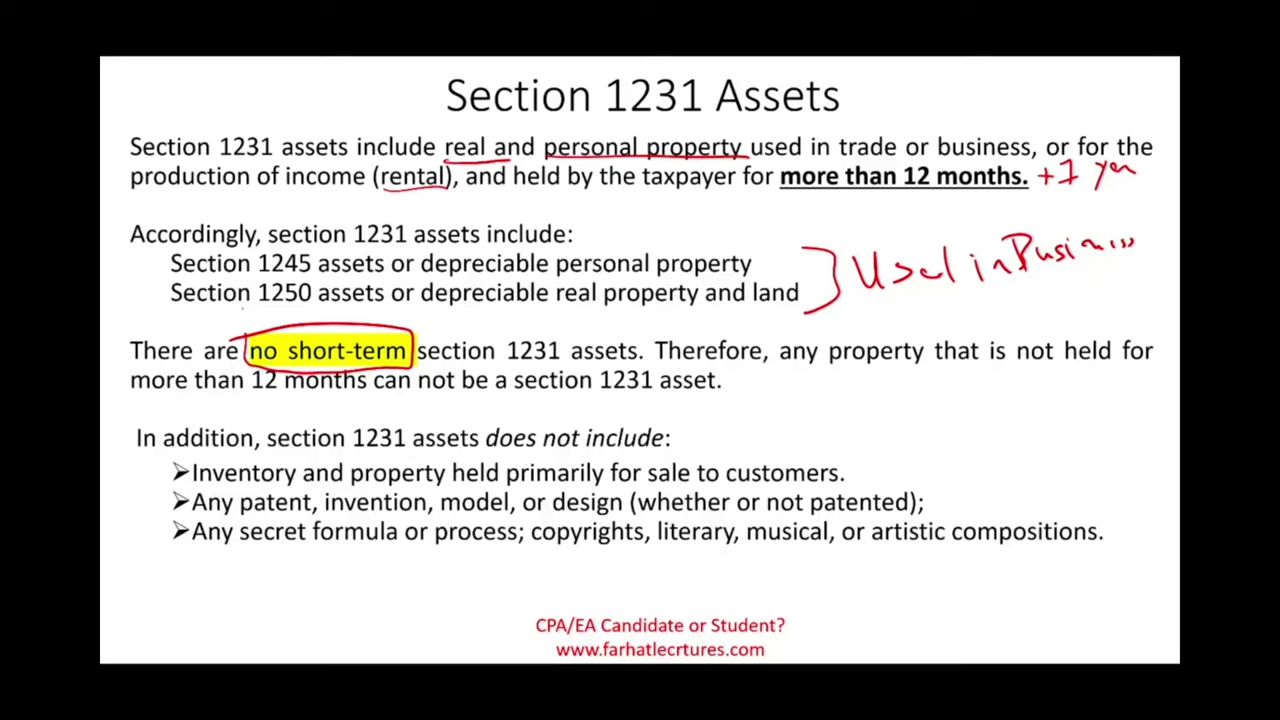 Section 1231 Assets
Section 1231 assets include real and personal property used in trade or business, or for the
production of income (rental), and held by the taxpayer for more than 12 months. +1 year
Accordingly, section 1231 assets include:
Section 1245 assets or depreciable personal property
Section 1250 assets or depreciable real property and land
Used in Business
There are no short-term section 1231 assets. Therefore, any property that is not held for
more than 12 months can not be a section 1231 asset.
In addition, section 1231 assets does not include:
➤Inventory and property held primarily for sale to customers.
➤Any patent, invention, model, or design (whether or not patented);
➤Any secret formula or process; copyrights, literary, musical, or artistic compositions.
CPA/EA Candidate or Student?
www.farhatlecrtures.com